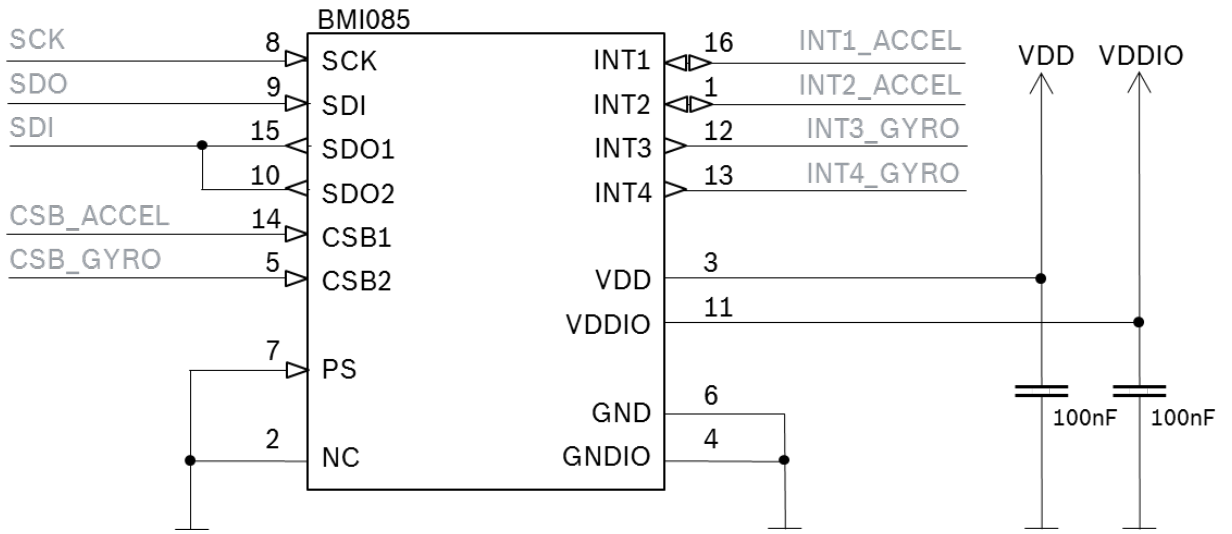 BMI085
SCK 8 SCK INT1 16 INT1_ACCEL
VDD VDDIO
SDO 9 SDI INT2 1 INT2_ACCEL
SDI 15 SDO1 INT3 12 INT3_GYRO
10 SDO2 INT4 13 INT4_GYRO
CSB_ACCEL 14 CSB1
CSB_GYRO 5 CSB2 VDD 3
VDDIO 11
7 PS
GND 6
100nF 100nF
2 NC GNDIO 4